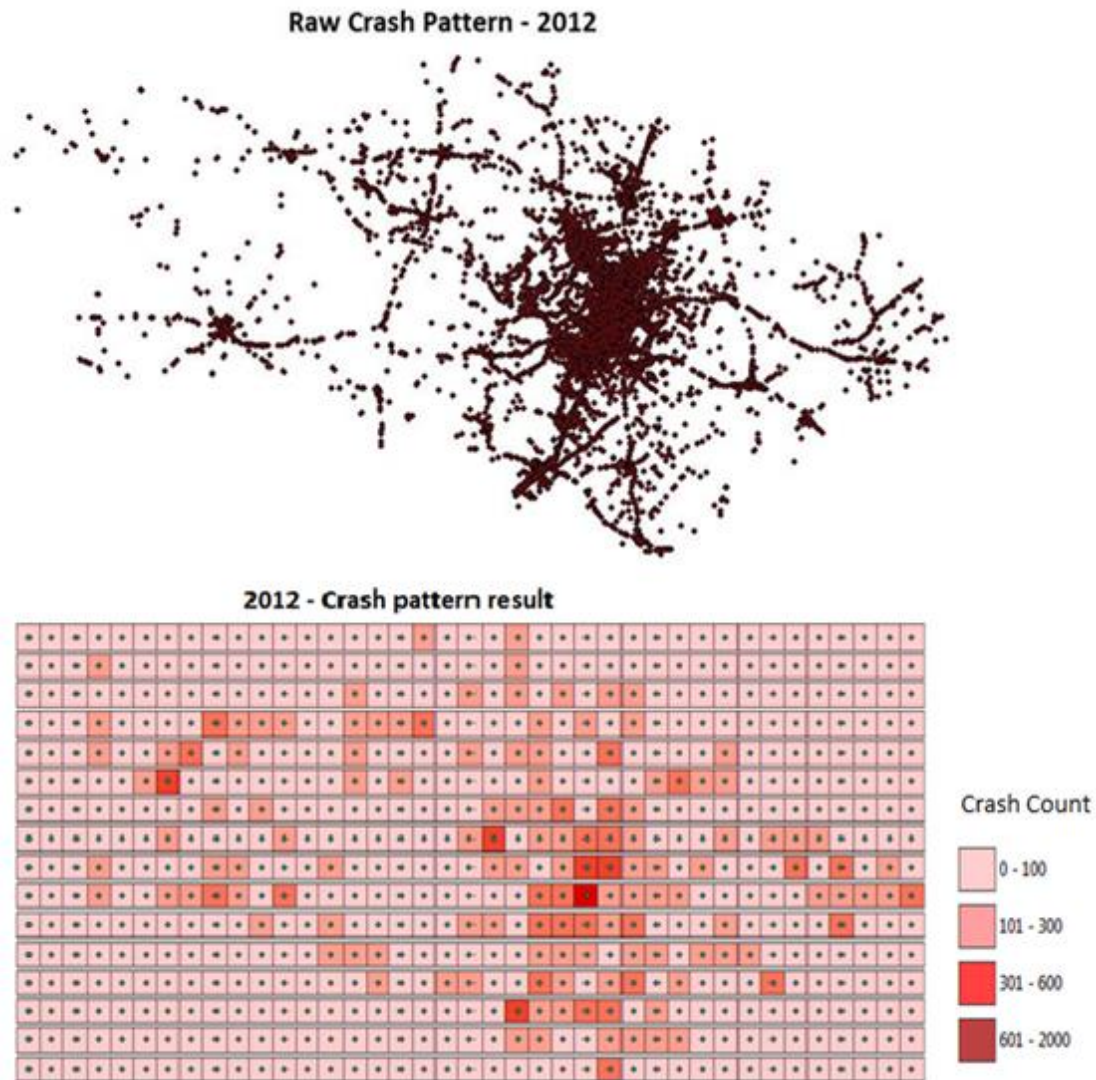 Raw Crash Pattern - 2012
2012 - Crash pattern result
Crash Count
0 - 100
101 - 300
301 - 600
601 - 2000